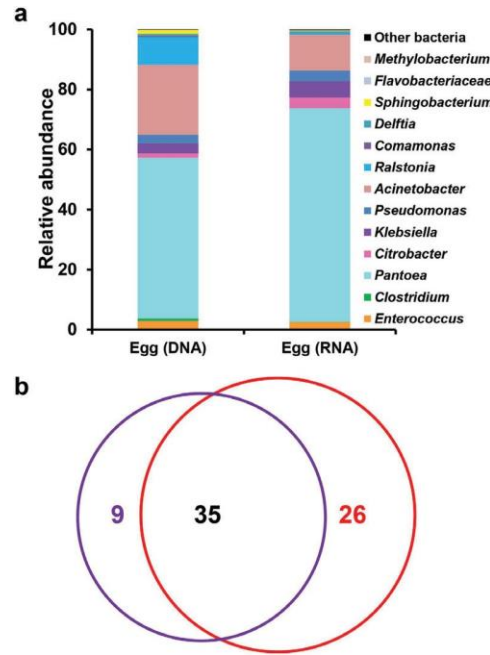 a
100
80
60
40
20
0
Relative abundance
Egg (DNA)
Egg (RNA)
Other bacteria
Methylobacterium
Flavobacteriaceae
Sphingobacterium
Delftia
Comamonas
Ralstonia
Acinetobacter
Pseudomonas
Klebsiella
Citrobacter
Pantoea
Clostridium
Enterococcus
b
9
35
26